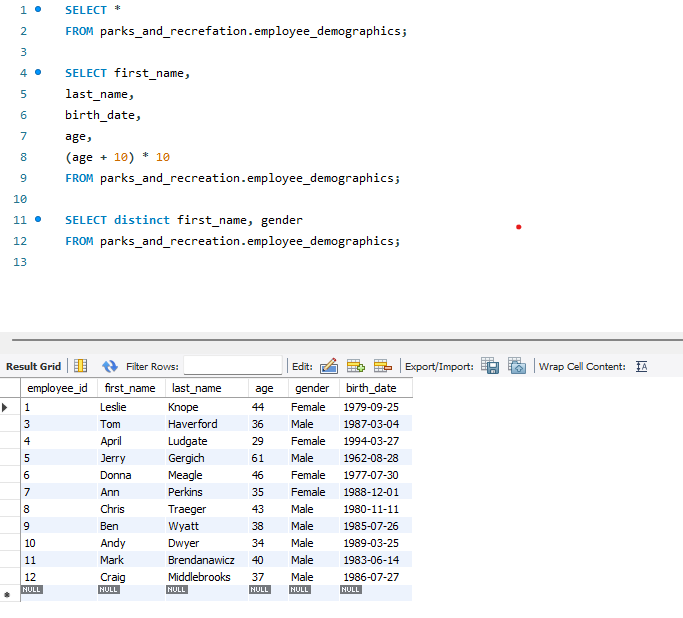 1 SELECT *
2 FROM parks_and_recrefation.employee_demographics;
3
4 SELECT first_name,
5 last_name,
6 birth_date,
7 age,
8 (age + 10) * 10
9 FROM parks_and_recreation.employee_demographics;
10
11 SELECT distinct first_name, gender
12 FROM parks_and_recreation.employee_demographics;
13
Result Grid Filter Rows: Edit: Export/Import: Wrap Cell Content:
employee_id first_name last_name age gender birth_date
1 Leslie Knope 44 Female 1979-09-25
3 Tom Haverford 36 Male 1987-03-04
4 April Ludgate 29 Female 1994-03-27
5 Jerry Gergich 61 Male 1962-08-28
6 Donna Meagle 46 Female 1977-07-30
7 Ann Perkins 35 Female 1988-12-01
8 Chris Traeger 43 Male 1980-11-11
9 Ben Wyatt 38 Male 1985-07-26
10 Andy Dwyer 34 Male 1989-03-25
11 Mark Brendanawicz 40 Male 1983-06-14
12 Craig Middlebrooks 37 Male 1986-07-27
NULL NULL NULL NULL NULL NULL